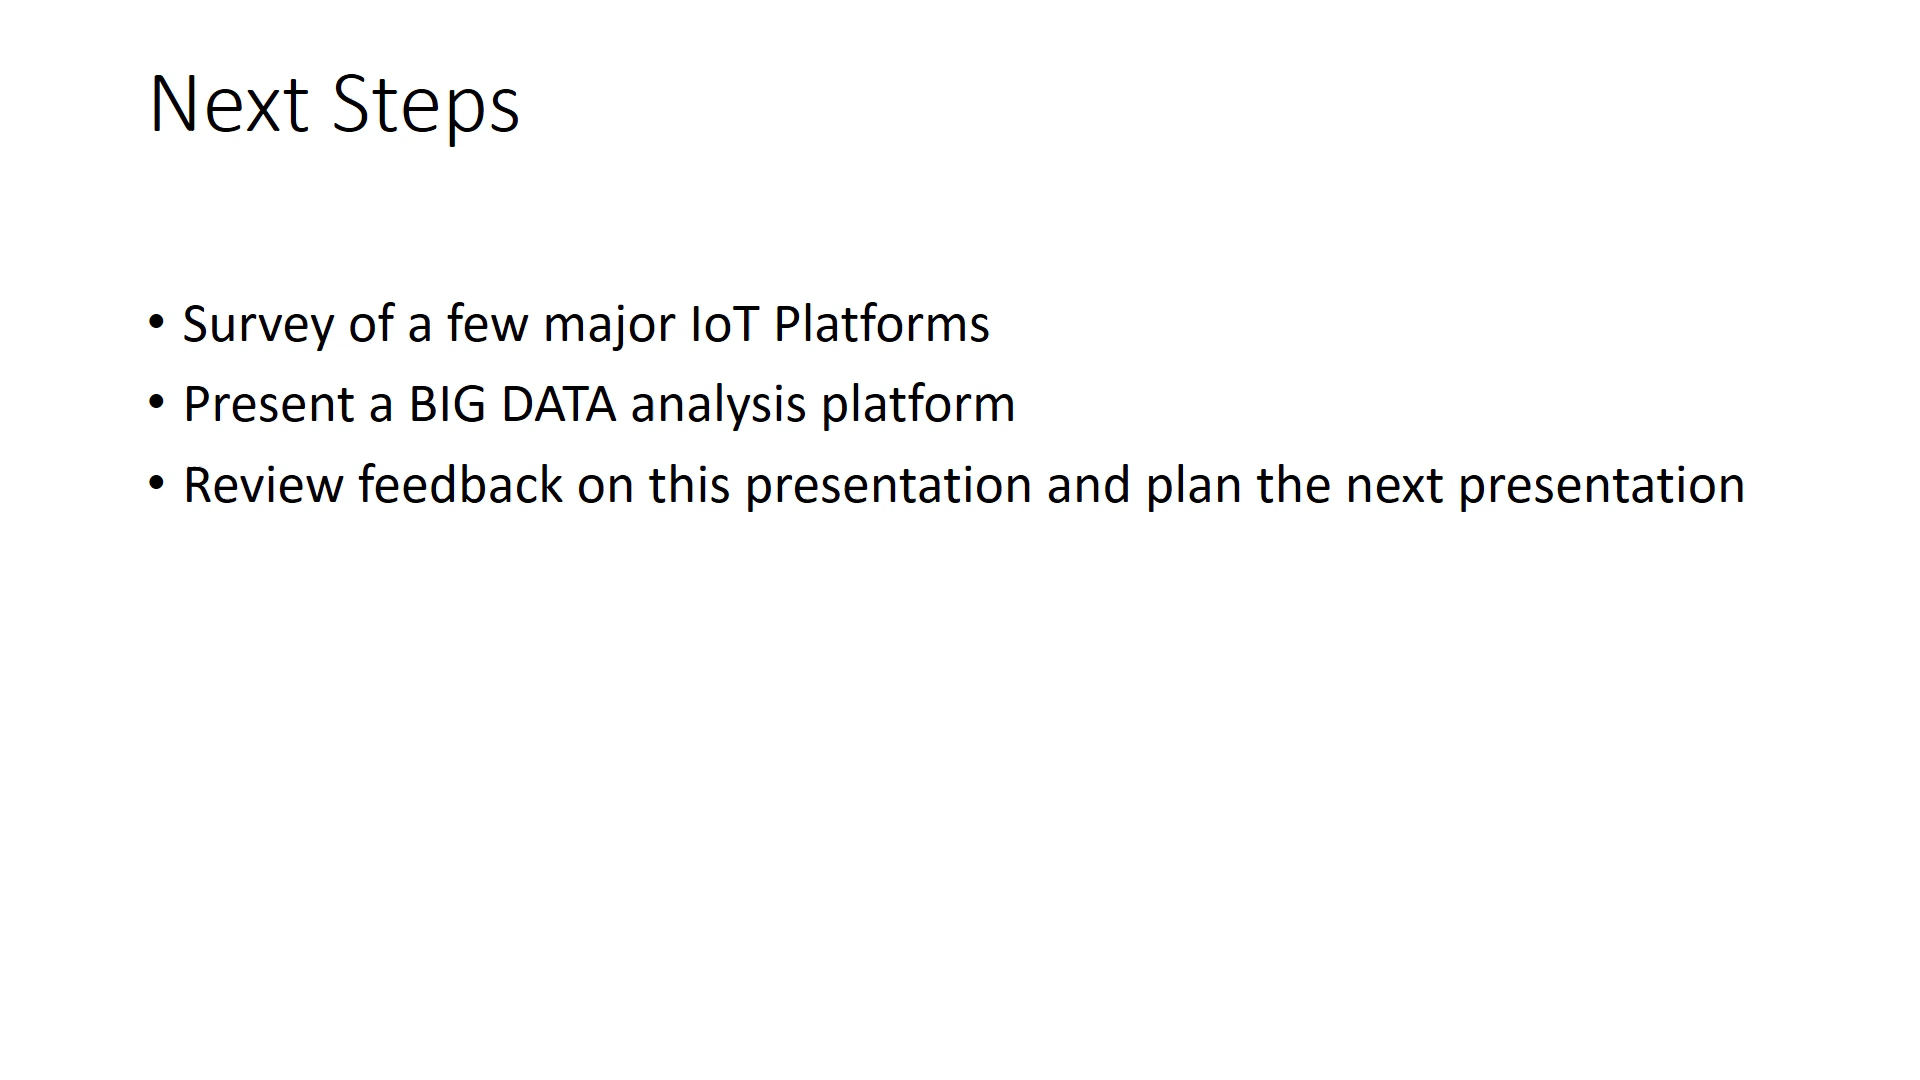 Next Steps
• Survey of a few major IoT Platforms
• Present a BIG DATA analysis platform
• Review feedback on this presentation and plan the next presentation